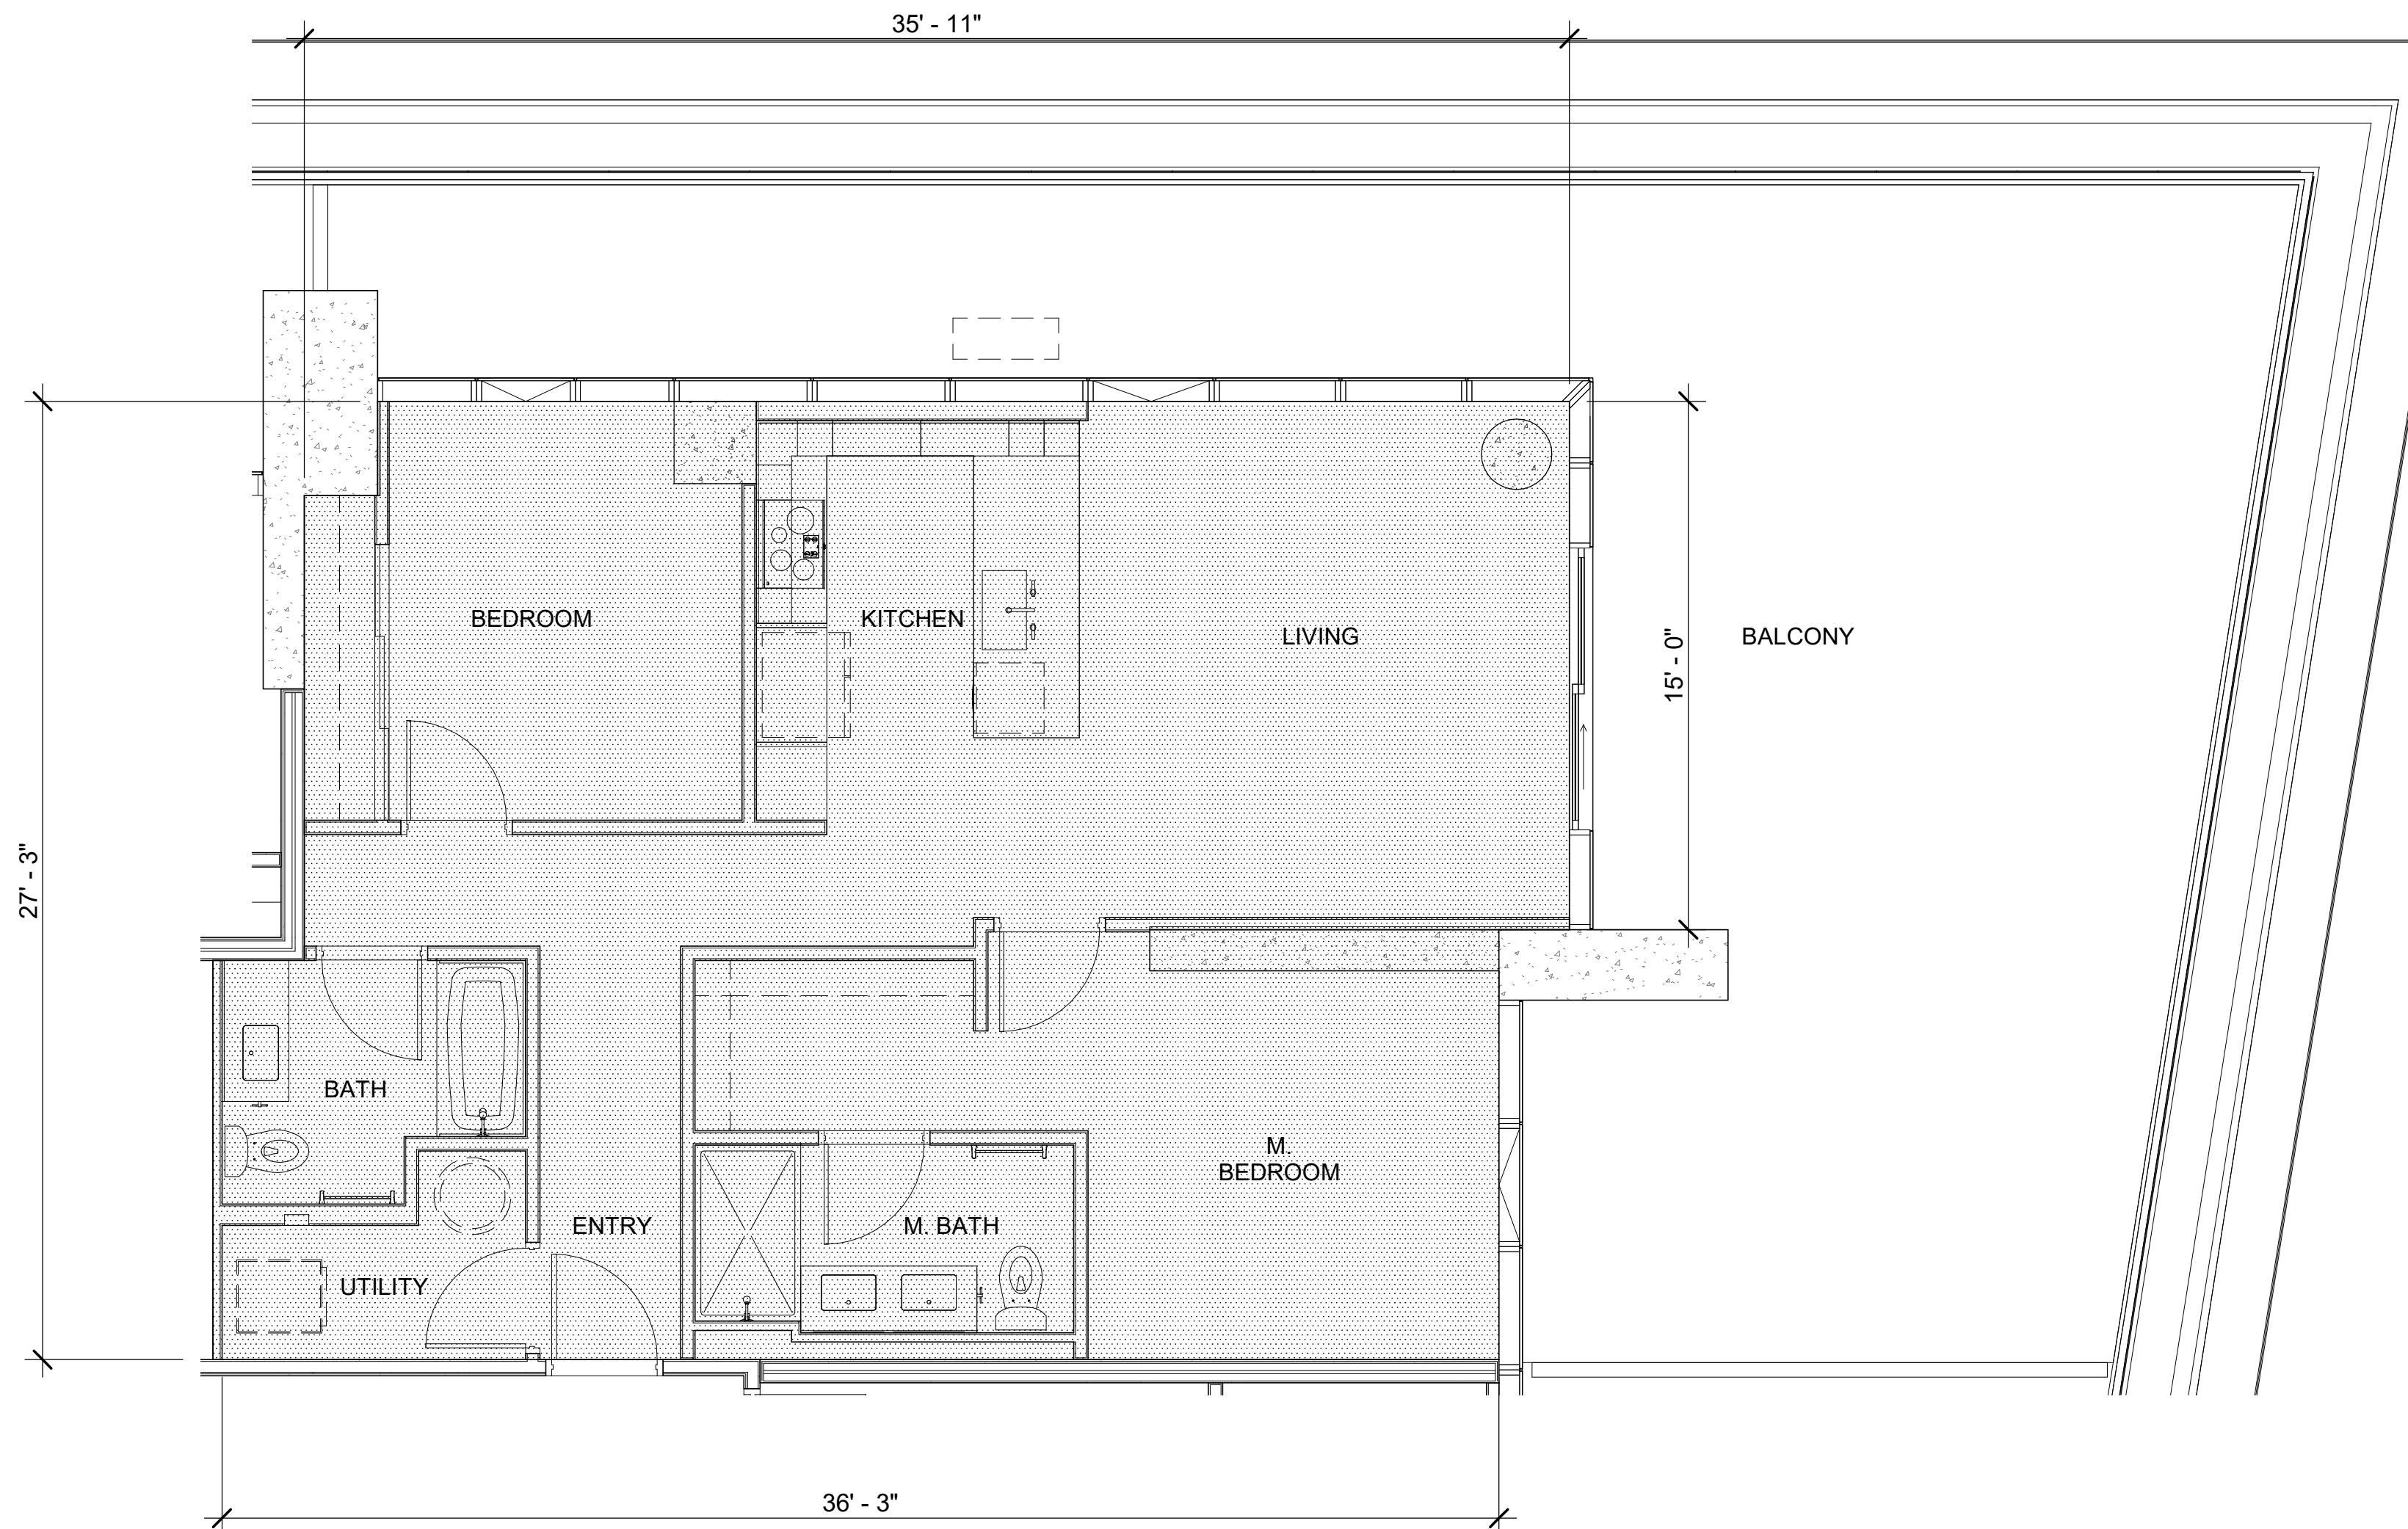 35' - 11"
BEDROOM
KITCHEN
LIVING
BALCONY
15' - 0"
27' - 3"
BATH
M.
BEDROOM
ENTRY
M. BATH
UTILITY
36' - 3"